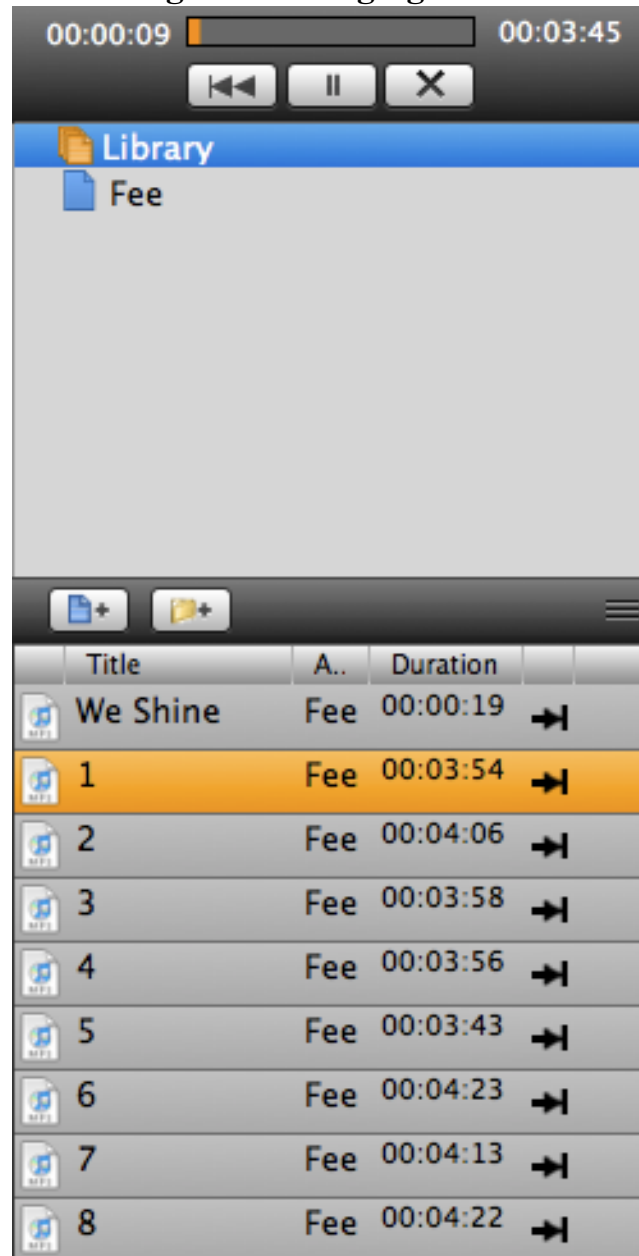 00:00:09 00:03:45
Library
Fee
Title A.. Duration
We Shine Fee 00:00:19
1 Fee 00:03:54
2 Fee 00:04:06
3 Fee 00:03:58
4 Fee 00:03:56
5 Fee 00:03:43
6 Fee 00:04:23
7 Fee 00:04:13
8 Fee 00:04:22